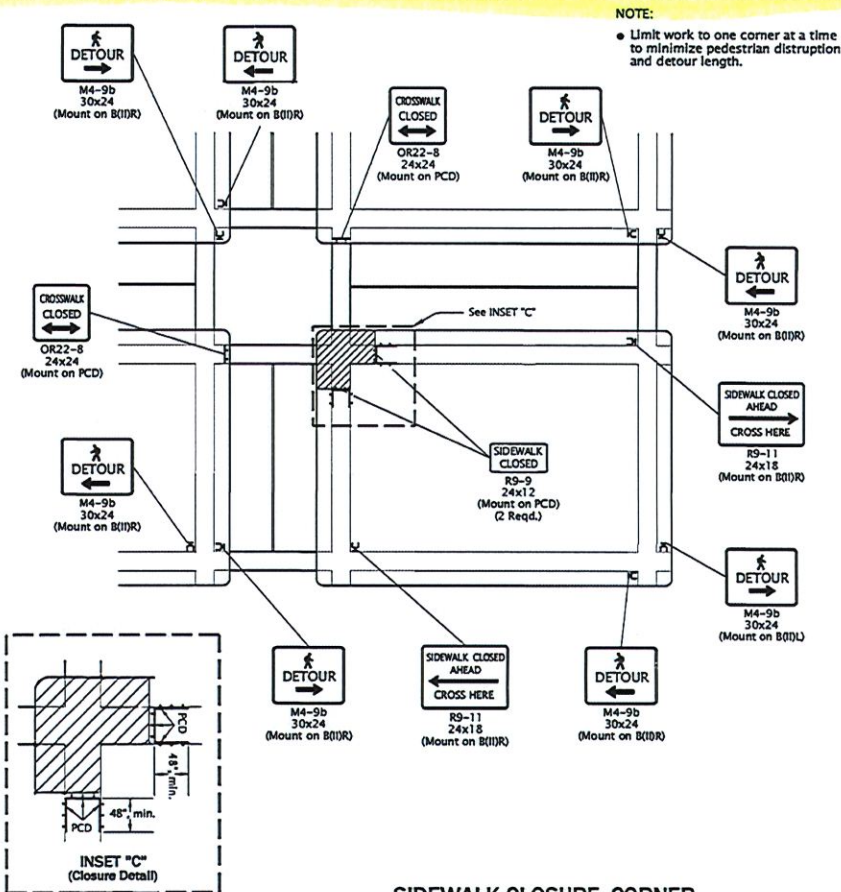 NOTE:
• Limit work to one corner at a time
to minimize pedestrian distruption
and detour length.
DETOUR
M4-9b
30x24
(Mount on B(II)R)
DETOUR
M4-9b
30x24
(Mount on B(II)R)
CROSSWALK
CLOSED
OR22-8
24x24
(Mount on PCD)
DETOUR
M4-9b
30x24
(Mount on B(II)R)
DETOUR
M4-9b
30x24
(Mount on B(II)R)
CROSSWALK
CLOSED
OR22-8
24x24
(Mount on PCD)
See INSET "C"
SIDEWALK CLOSED
AHEAD
CROSS HERE
R9-11
24x18
(Mount on B(II)R)
SIDEWALK
CLOSED
R9-9
24x12
(Mount on PCD)
(2 Reqd.)
DETOUR
M4-9b
30x24
(Mount on B(II)R)
DETOUR
M4-9b
30x24
(Mount on B(II)L)
DETOUR
M4-9b
30x24
(Mount on B(II)R)
SIDEWALK CLOSED
AHEAD
CROSS HERE
R9-11
24x18
(Mount on B(II)R)
DETOUR
M4-9b
30x24
(Mount on B(II)R)
PCD
48", min.
48", min.
PCD
INSET "C"
(Closure Detail)
SIDEWALK CLOSURE, CORNER